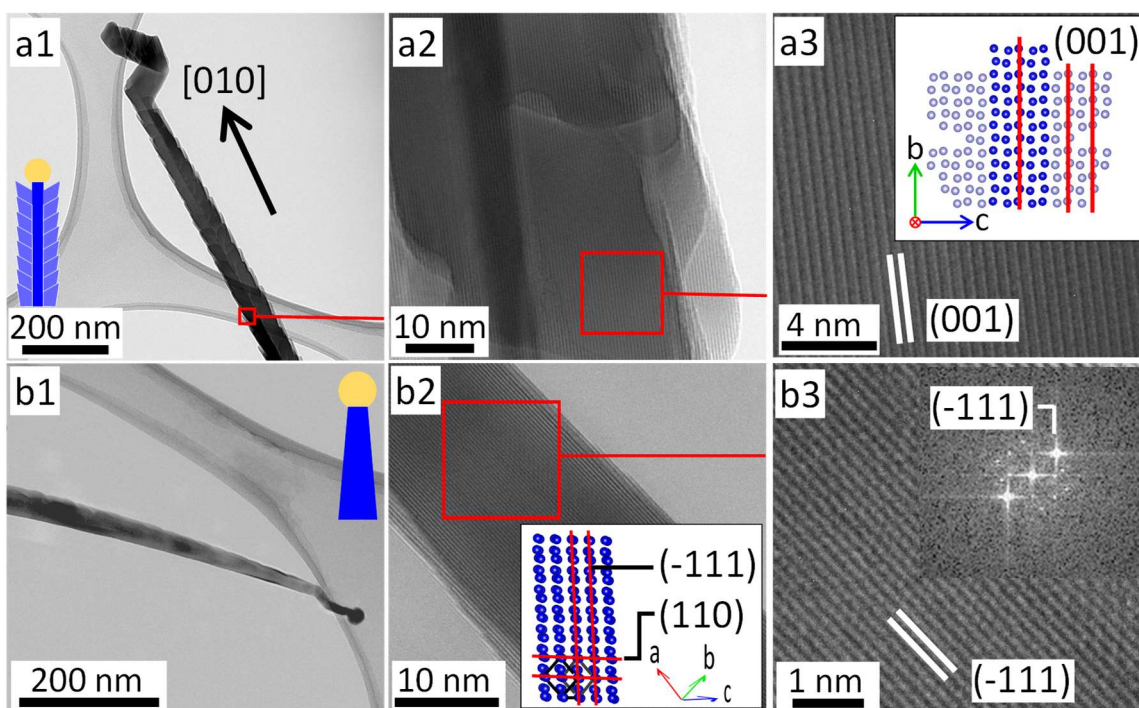 a1
[010]
200 nm
a2
10 nm
a3
(001)
b
c
(001)
4 nm
b1
200 nm
b2
(-111)
(110)
a
b
c
10 nm
b3
(-111)
(-111)
1 nm